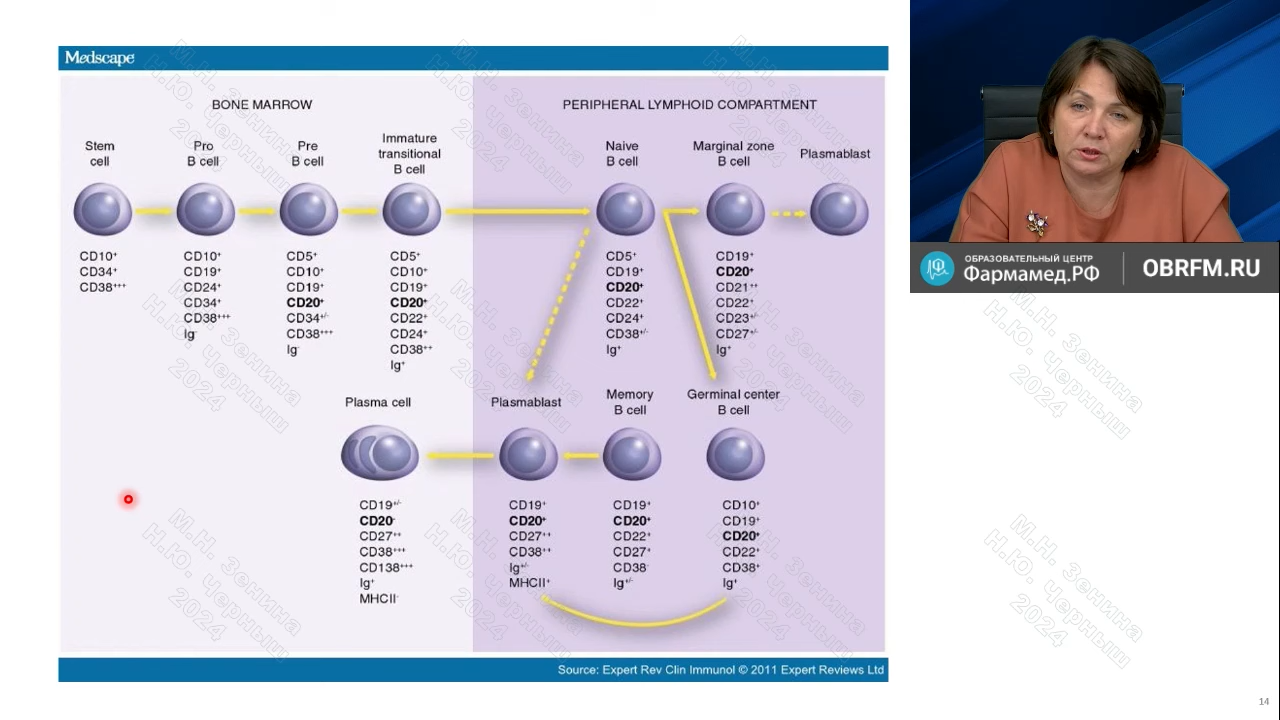 Medscape
BONE MARROW
PERIPHERAL LYMPHOID COMPARTMENT
Stem
cell
Pro
B cell
Pre
B cell
Immature
transitional
B cell
Naive
B cell
Marginal zone
B cell
Plasmablast
CD10⁺
CD34⁺
CD38⁺⁺⁺
CD10⁺
CD19⁺
CD24⁺
CD34⁺
CD38⁺⁺⁺
Ig⁻
CD5⁺
CD10⁺
CD19⁺
CD20⁺
CD34⁺/⁻
CD38⁺⁺⁺
Ig⁻
CD5⁺
CD10⁺
CD19⁺
CD20⁺
CD22⁺
CD24⁺
CD38⁺⁺
Ig⁺
CD5⁺
CD19⁺
CD20⁺
CD22⁺
CD24⁺
CD38⁺/⁻
Ig⁺
CD19⁺
CD20⁺
CD21⁺⁺
CD22⁺
CD23⁺/⁻
CD27⁺/⁻
Ig⁺
Plasma cell
Plasmablast
Memory
B cell
Germinal center
B cell
CD19⁺/⁻
CD20⁻
CD27⁺⁺
CD38⁺⁺⁺
CD138⁺⁺⁺
Ig⁺
MHCII⁻
CD19⁺
CD20⁺
CD27⁺⁺
CD38⁺⁺
Ig⁺/⁻
MHCII⁺
CD19⁺
CD20⁺
CD22⁺
CD27⁺
CD38⁻
Ig⁺/⁻
CD10⁺
CD19⁺
CD20⁺
CD22⁺
CD38⁺
Ig⁺
Source: Expert Rev Clin Immunol © 2011 Expert Reviews Ltd
ОБРАЗОВАТЕЛЬНЫЙ ЦЕНТР
Фармамед.РФ
OBRFM.RU
М.Н. Зенина
Н.Ю. Черныш
2024
14